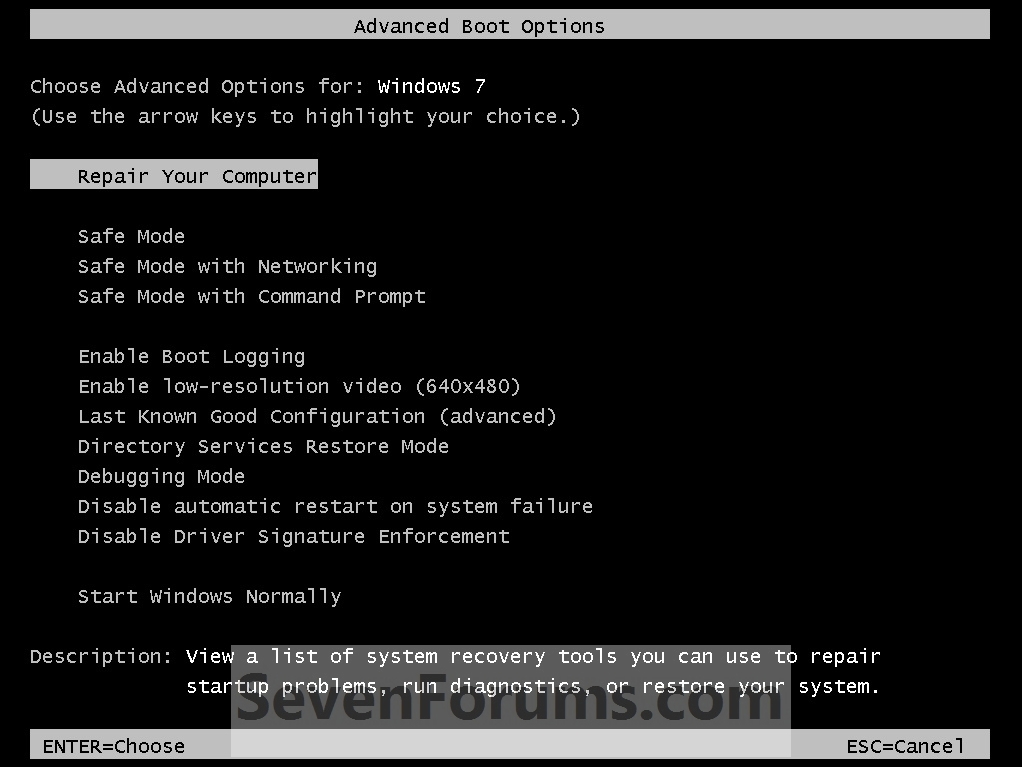 Advanced Boot Options
Choose Advanced Options for: Windows 7
(Use the arrow keys to highlight your choice.)
Repair Your Computer
Safe Mode
Safe Mode with Networking
Safe Mode with Command Prompt
Enable Boot Logging
Enable low-resolution video (640x480)
Last Known Good Configuration (advanced)
Directory Services Restore Mode
Debugging Mode
Disable automatic restart on system failure
Disable Driver Signature Enforcement
Start Windows Normally
Description: View a list of system recovery tools you can use to repair
startup problems, run diagnostics, or restore your system.
SevenForums.com
ENTER=Choose ESC=Cancel